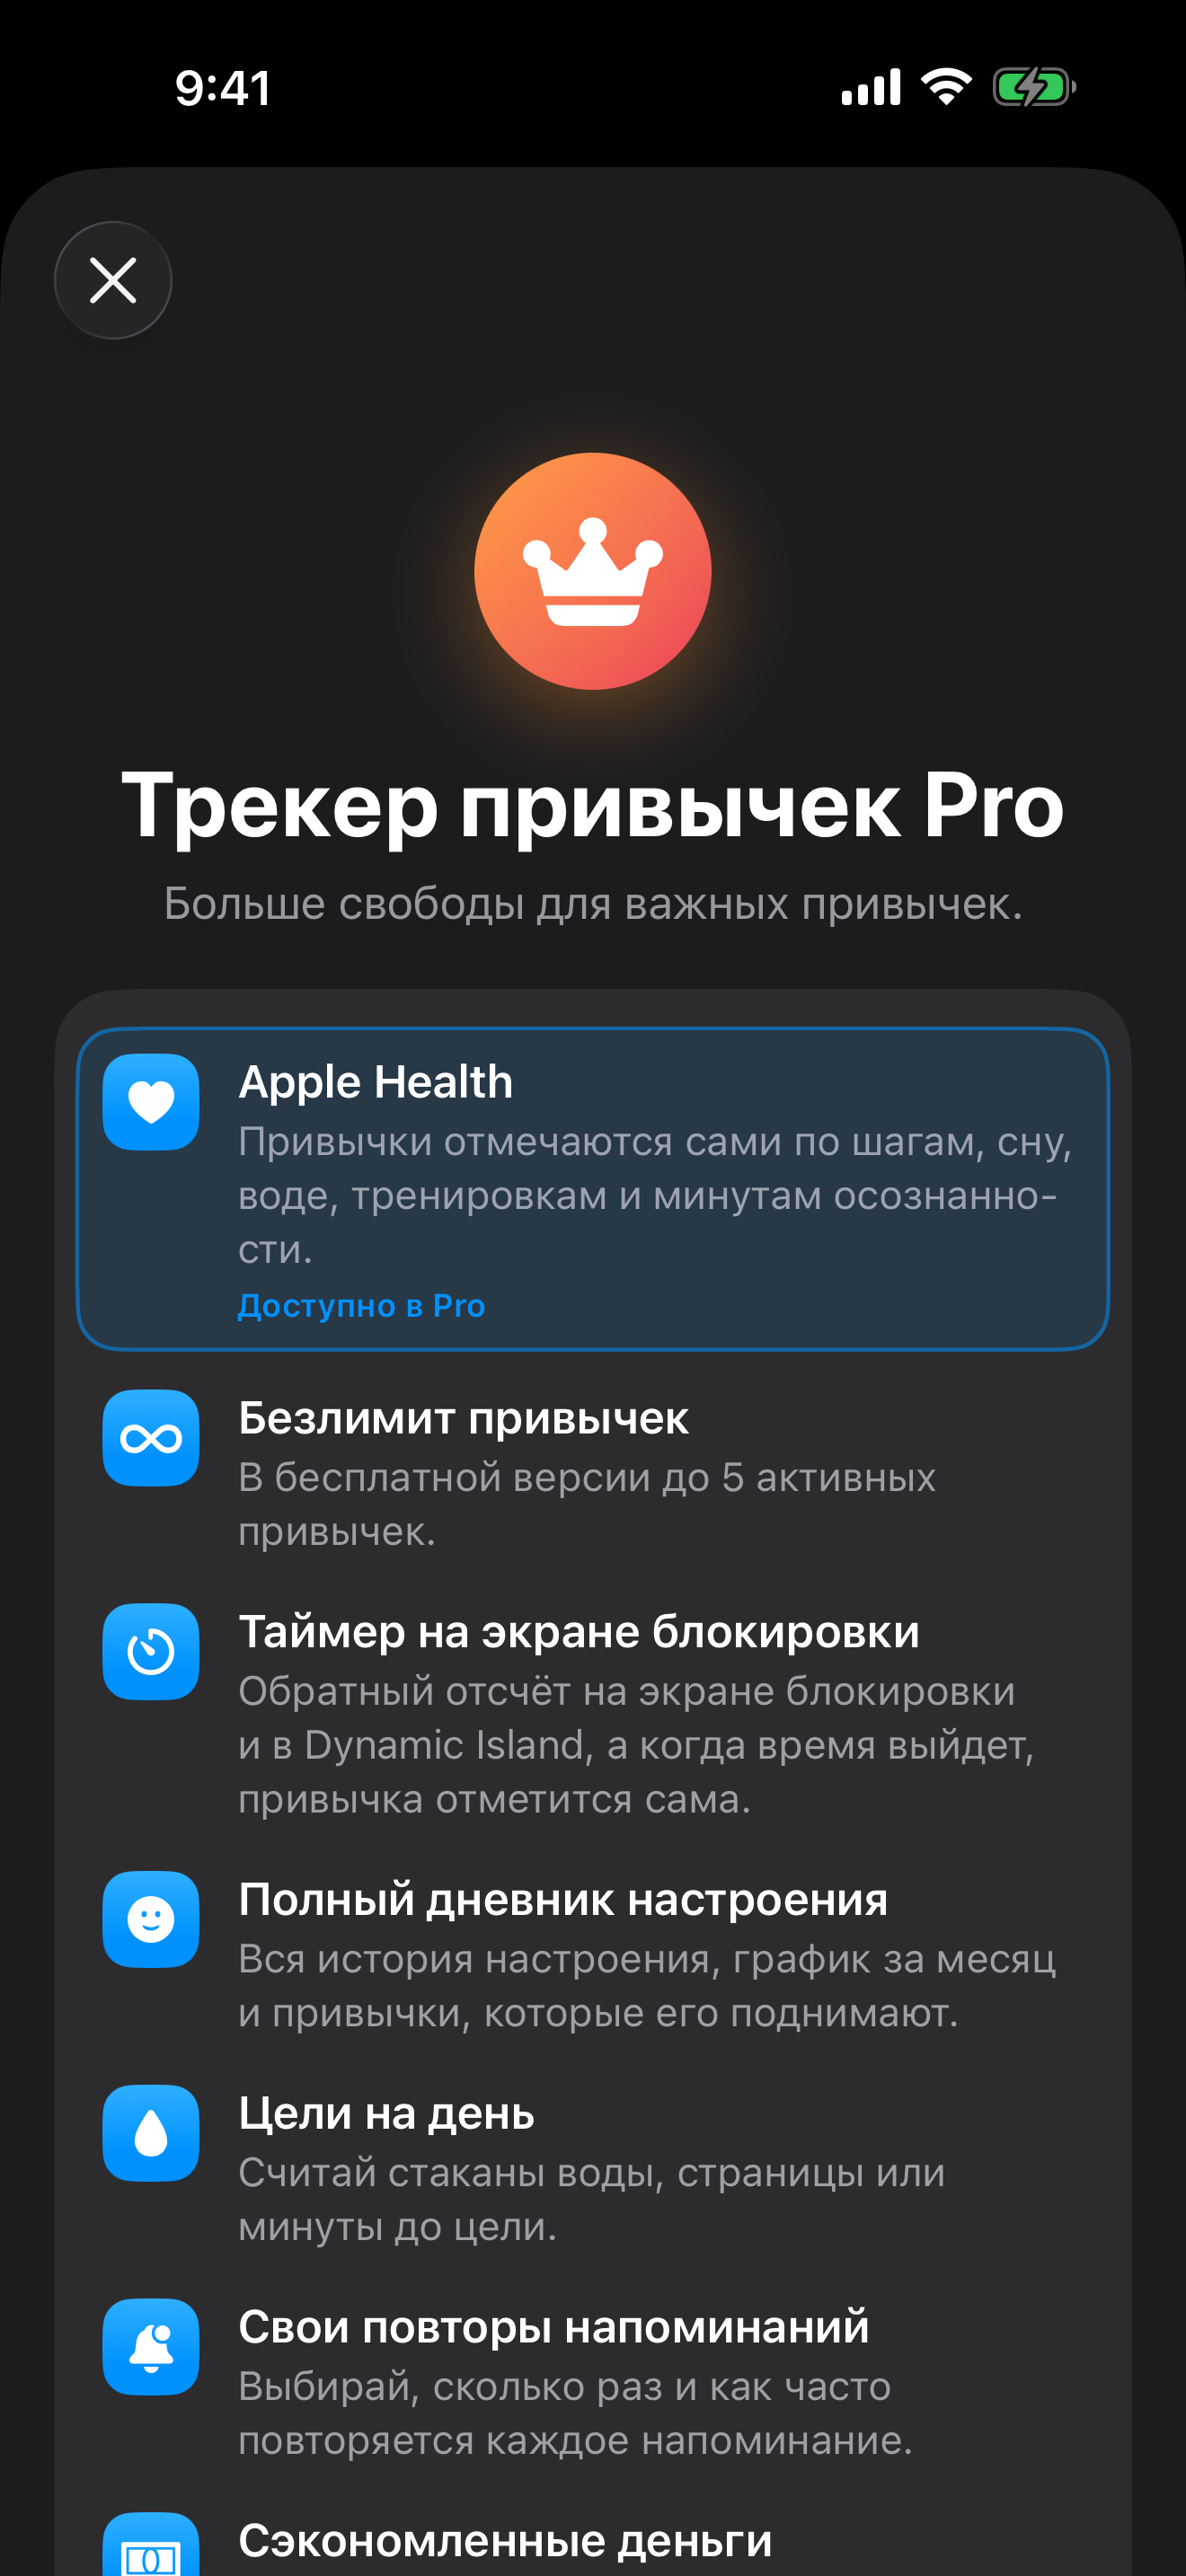 9:41
Трекер привычек Pro
Больше свободы для важных привычек.
Apple Health
Привычки отмечаются сами по шагам, сну,
воде, тренировкам и минутам осознанно-
сти.
Доступно в Pro
Безлимит привычек
В бесплатной версии до 5 активных
привычек.
Таймер на экране блокировки
Обратный отсчёт на экране блокировки
и в Dynamic Island, а когда время выйдет,
привычка отметится сама.
Полный дневник настроения
Вся история настроения, график за месяц
и привычки, которые его поднимают.
Цели на день
Считай стаканы воды, страницы или
минуты до цели.
Свои повторы напоминаний
Выбирай, сколько раз и как часто
повторяется каждое напоминание.
Сэкономленные деньги